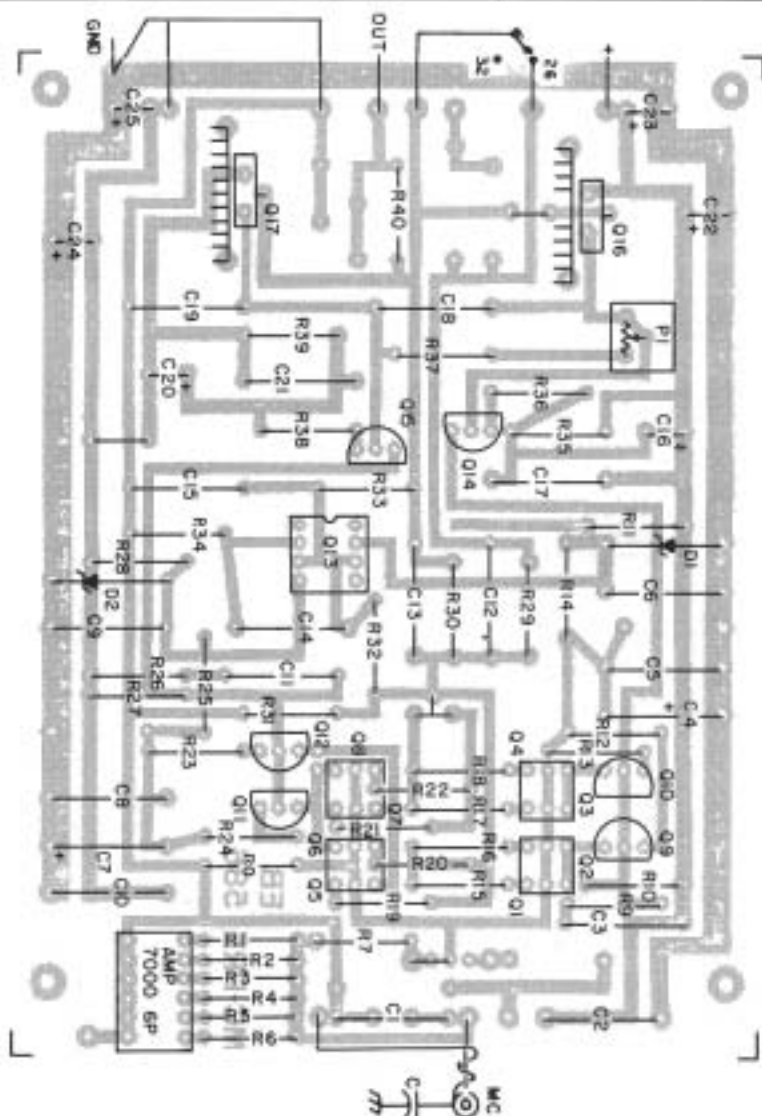 GND
OUT
32
26
+
C25
+
C23
+
R40
Q17
Q16
C22
+
C24
+
C19
C18
P1
R39
R37
C20
+
C21
R36
Q15
R38
R35
C16
+
Q14
R33
C17
C15
R11
R34
Q13
R28
D2
D1
R14
C6
C9
C14
C13
R30
C12
R29
R32
C5
R26
R25
C11
R27
C4
+
R31
Q12
Q8
Q4
R12
R13
R23
R18
Q10
C8
R22
Q3
Q11
Q7
R17
R21
R24
Q6
R16
Q9
C7
+
R0
R20
Q2
C10
Q5
R19
R15
Q1
R10
R9
C3
R1
R7
AMP
7000 6P
R2
R3
R4
R5
C1
C2
R6
C
MC